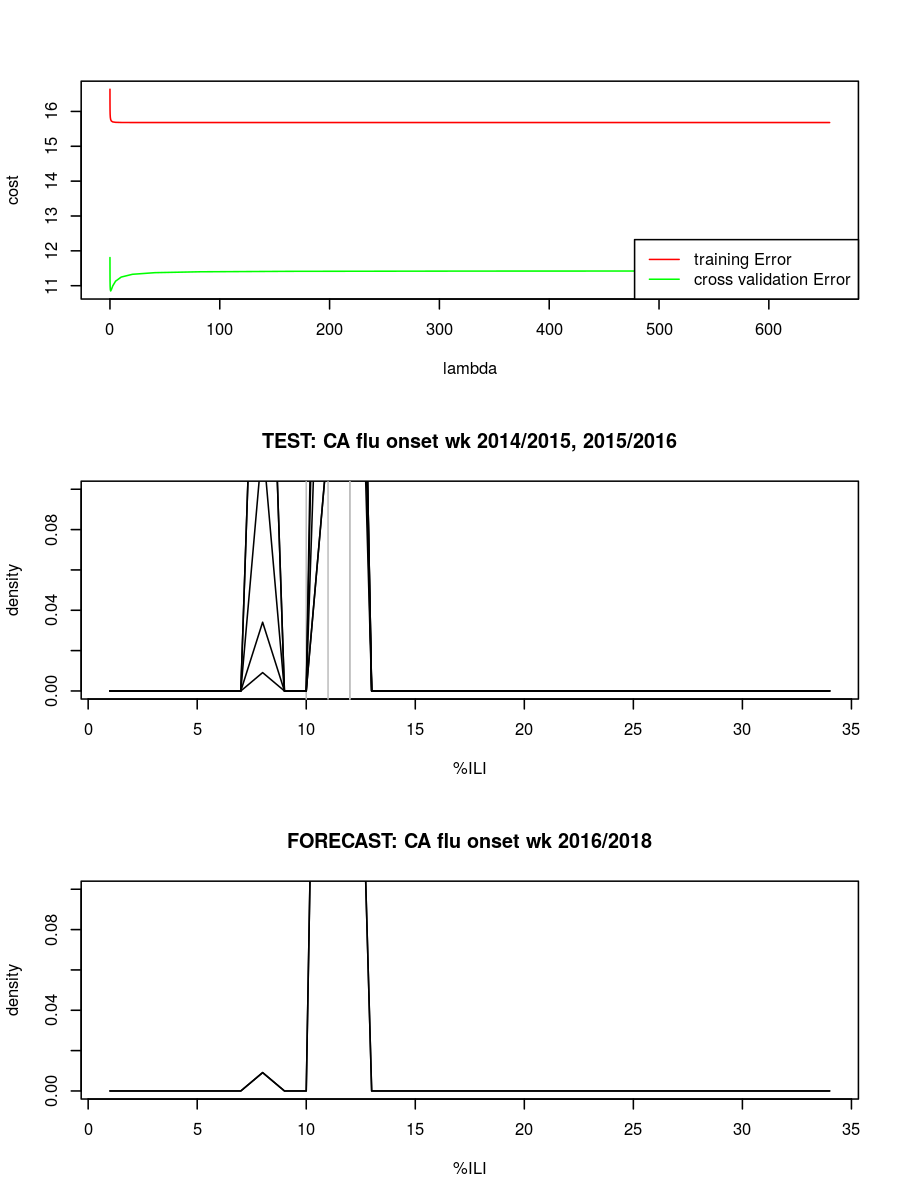 16
15
14
13
12
11
cost
training Error
cross validation Error
0 100 200 300 400 500 600
lambda
TEST: CA flu onset wk 2014/2015, 2015/2016
0.08
0.04
0.00
density
0 5 10 15 20 25 30 35
%ILI
FORECAST: CA flu onset wk 2016/2018
0.08
0.04
0.00
density
0 5 10 15 20 25 30 35
%ILI